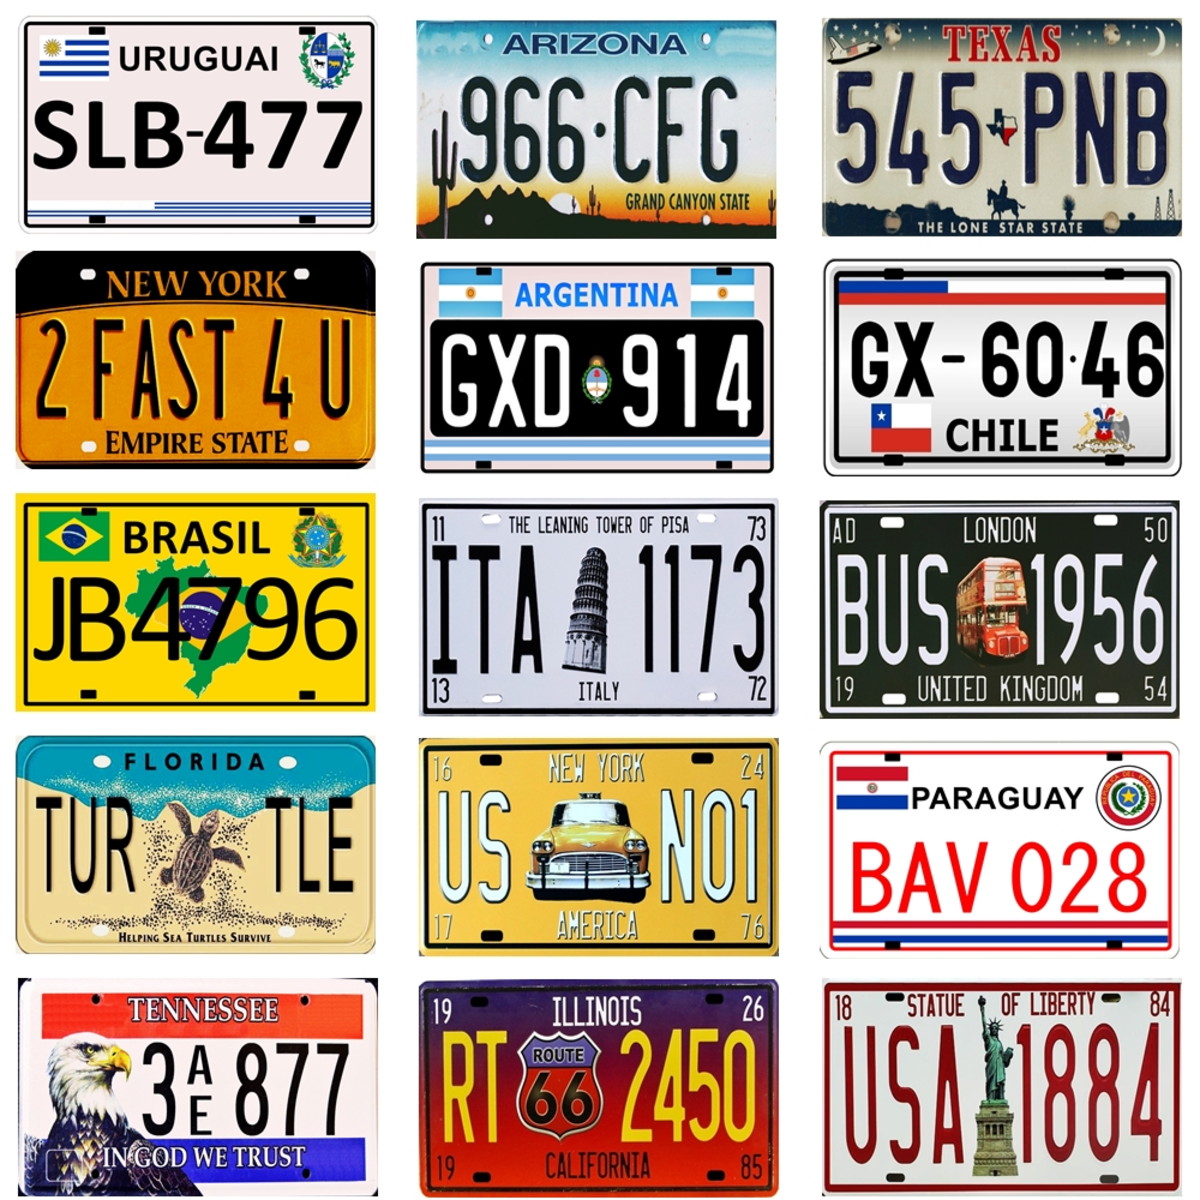 URUGUAI
SLB-477
ARIZONA
966·CFG
GRAND CANYON STATE
TEXAS
545 PNB
THE LONE STAR STATE
NEW YORK
2 FAST 4 U
EMPIRE STATE
ARGENTINA
GXD 914
GX-60·46
CHILE
BRASIL
JB4796
11 THE LEANING TOWER OF PISA 73
ITA 1173
13 ITALY 72
AD LONDON 50
BUS 1956
19 UNITED KINGDOM 54
FLORIDA
TUR TLE
HELPING SEA TURTLES SURVIVE
16 NEW YORK 24
US NO1
17 AMERICA 76
PARAGUAY
BAV 028
TENNESSEE
3 AE 877
IN GOD WE TRUST
19 ILLINOIS 26
RT ROUTE 66 2450
19 CALIFORNIA 85
18 STATUE OF LIBERTY 84
USA 1884